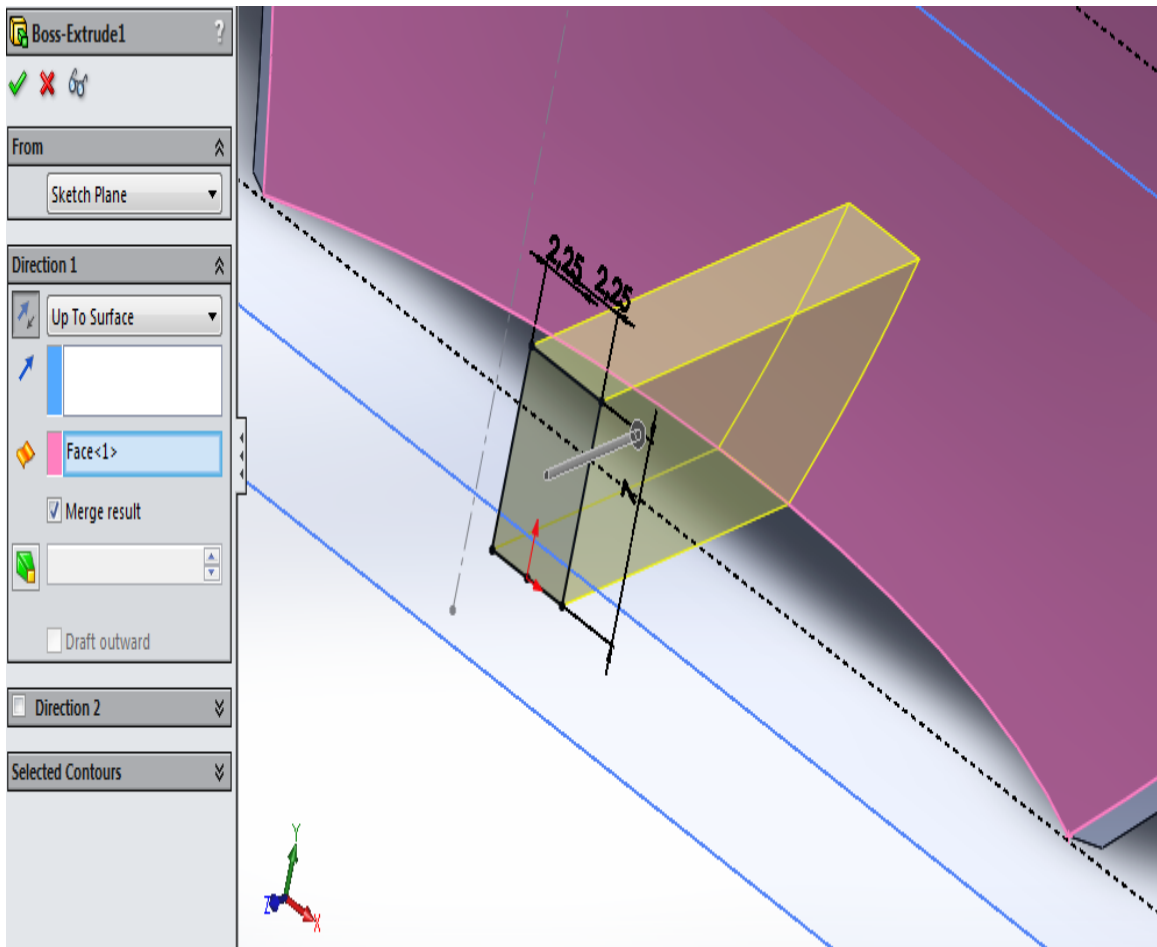 Boss-Extrude1 ?
From
Sketch Plane
Direction 1
Up To Surface
Face<1>
Merge result
Draft outward
Direction 2
Selected Contours
2,25 2,25
7
Y
Z
X